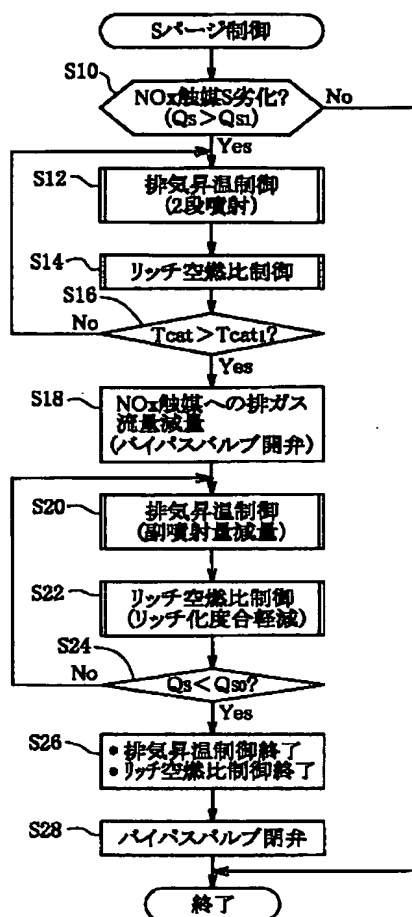 Sパージ制御
S10
NOx触媒S劣化?
(Qs>Qs1)
No
Yes
S12
排気昇温制御
(2段噴射)
S14
リッチ空燃比制御
S16
No
Tcat>Tcat1?
Yes
S18
NOx触媒への排ガス
流量減量
(バイパスバルブ開弁)
S20
排気昇温制御
(副噴射量減量)
S22
リッチ空燃比制御
(リッチ化度合軽減)
S24
No
Qs<Qs0?
Yes
S26
• 排気昇温制御終了
• リッチ空燃比制御終了
S28
バイパスバルブ閉弁
終了